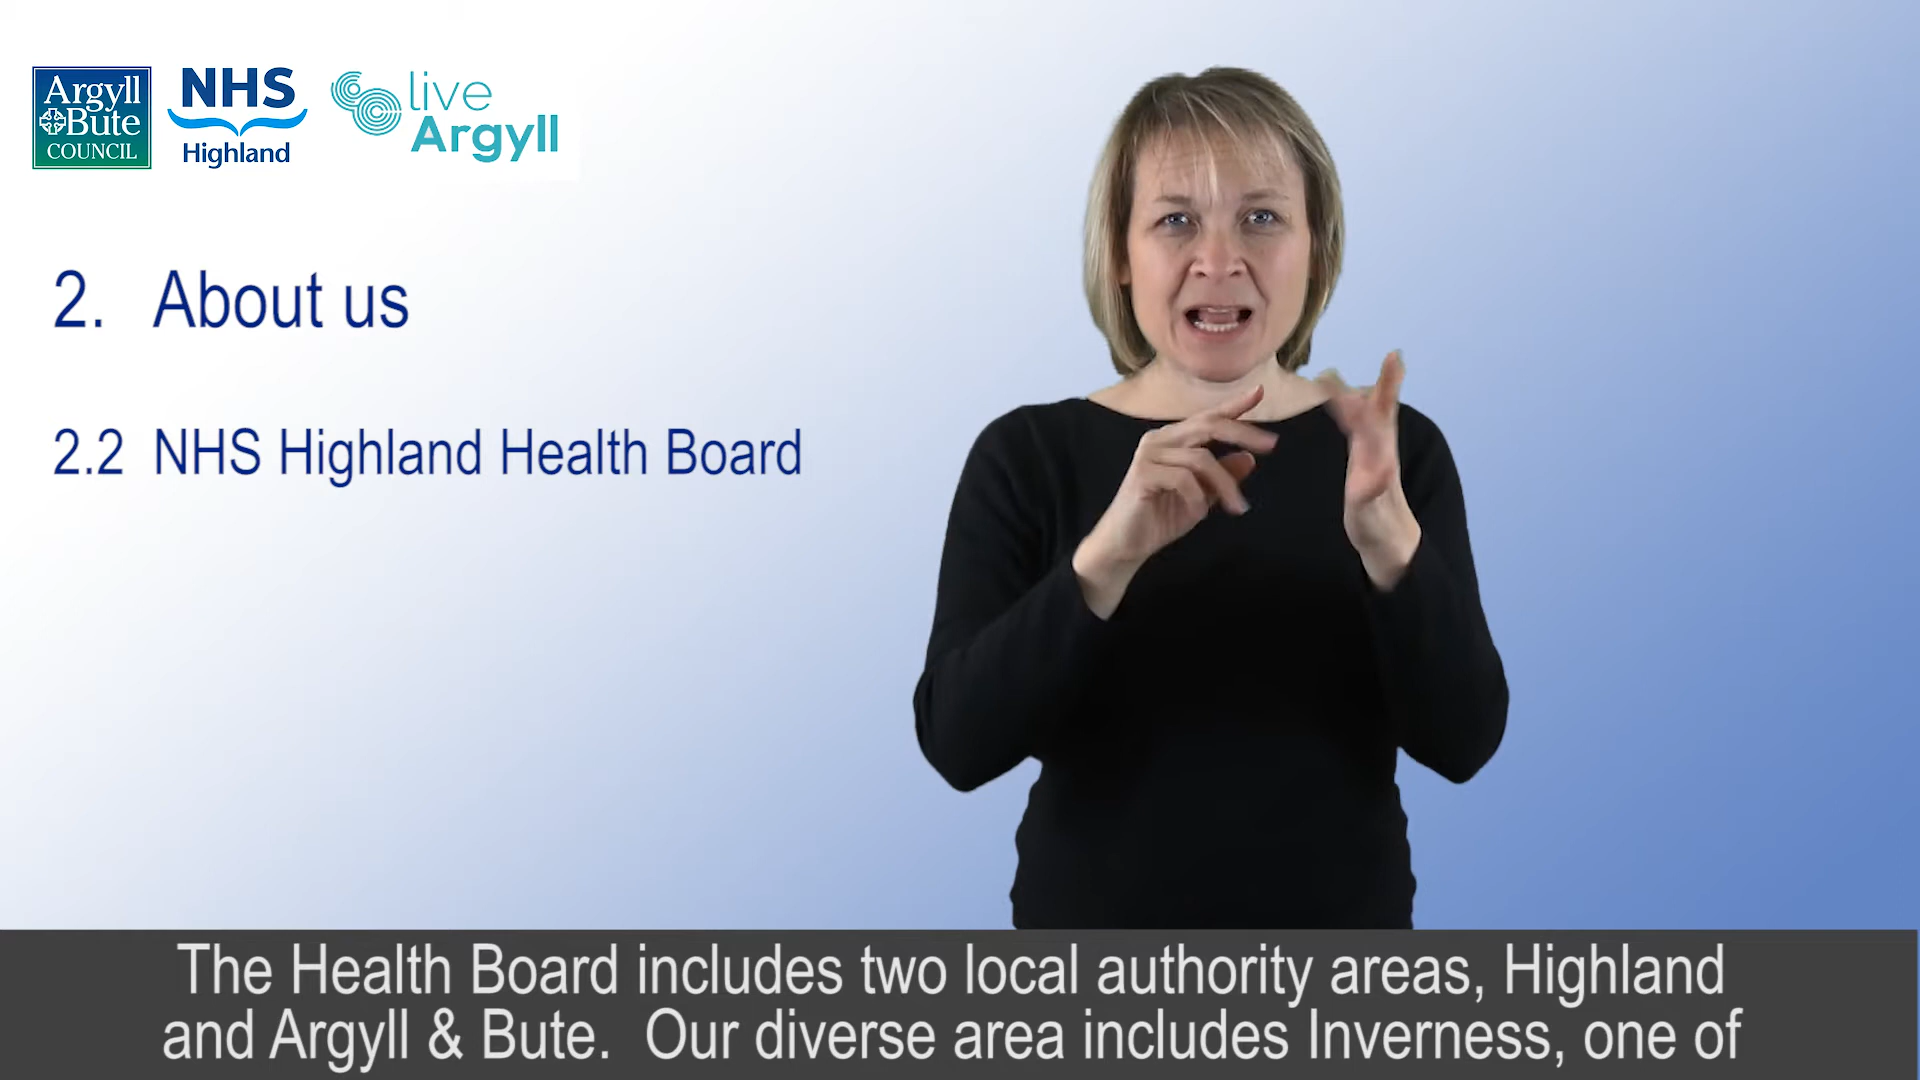 Argyll
& Bute
COUNCIL
NHS
Highland
live
Argyll
2. About us
2.2 NHS Highland Health Board
The Health Board includes two local authority areas, Highland
and Argyll & Bute. Our diverse area includes Inverness, one of